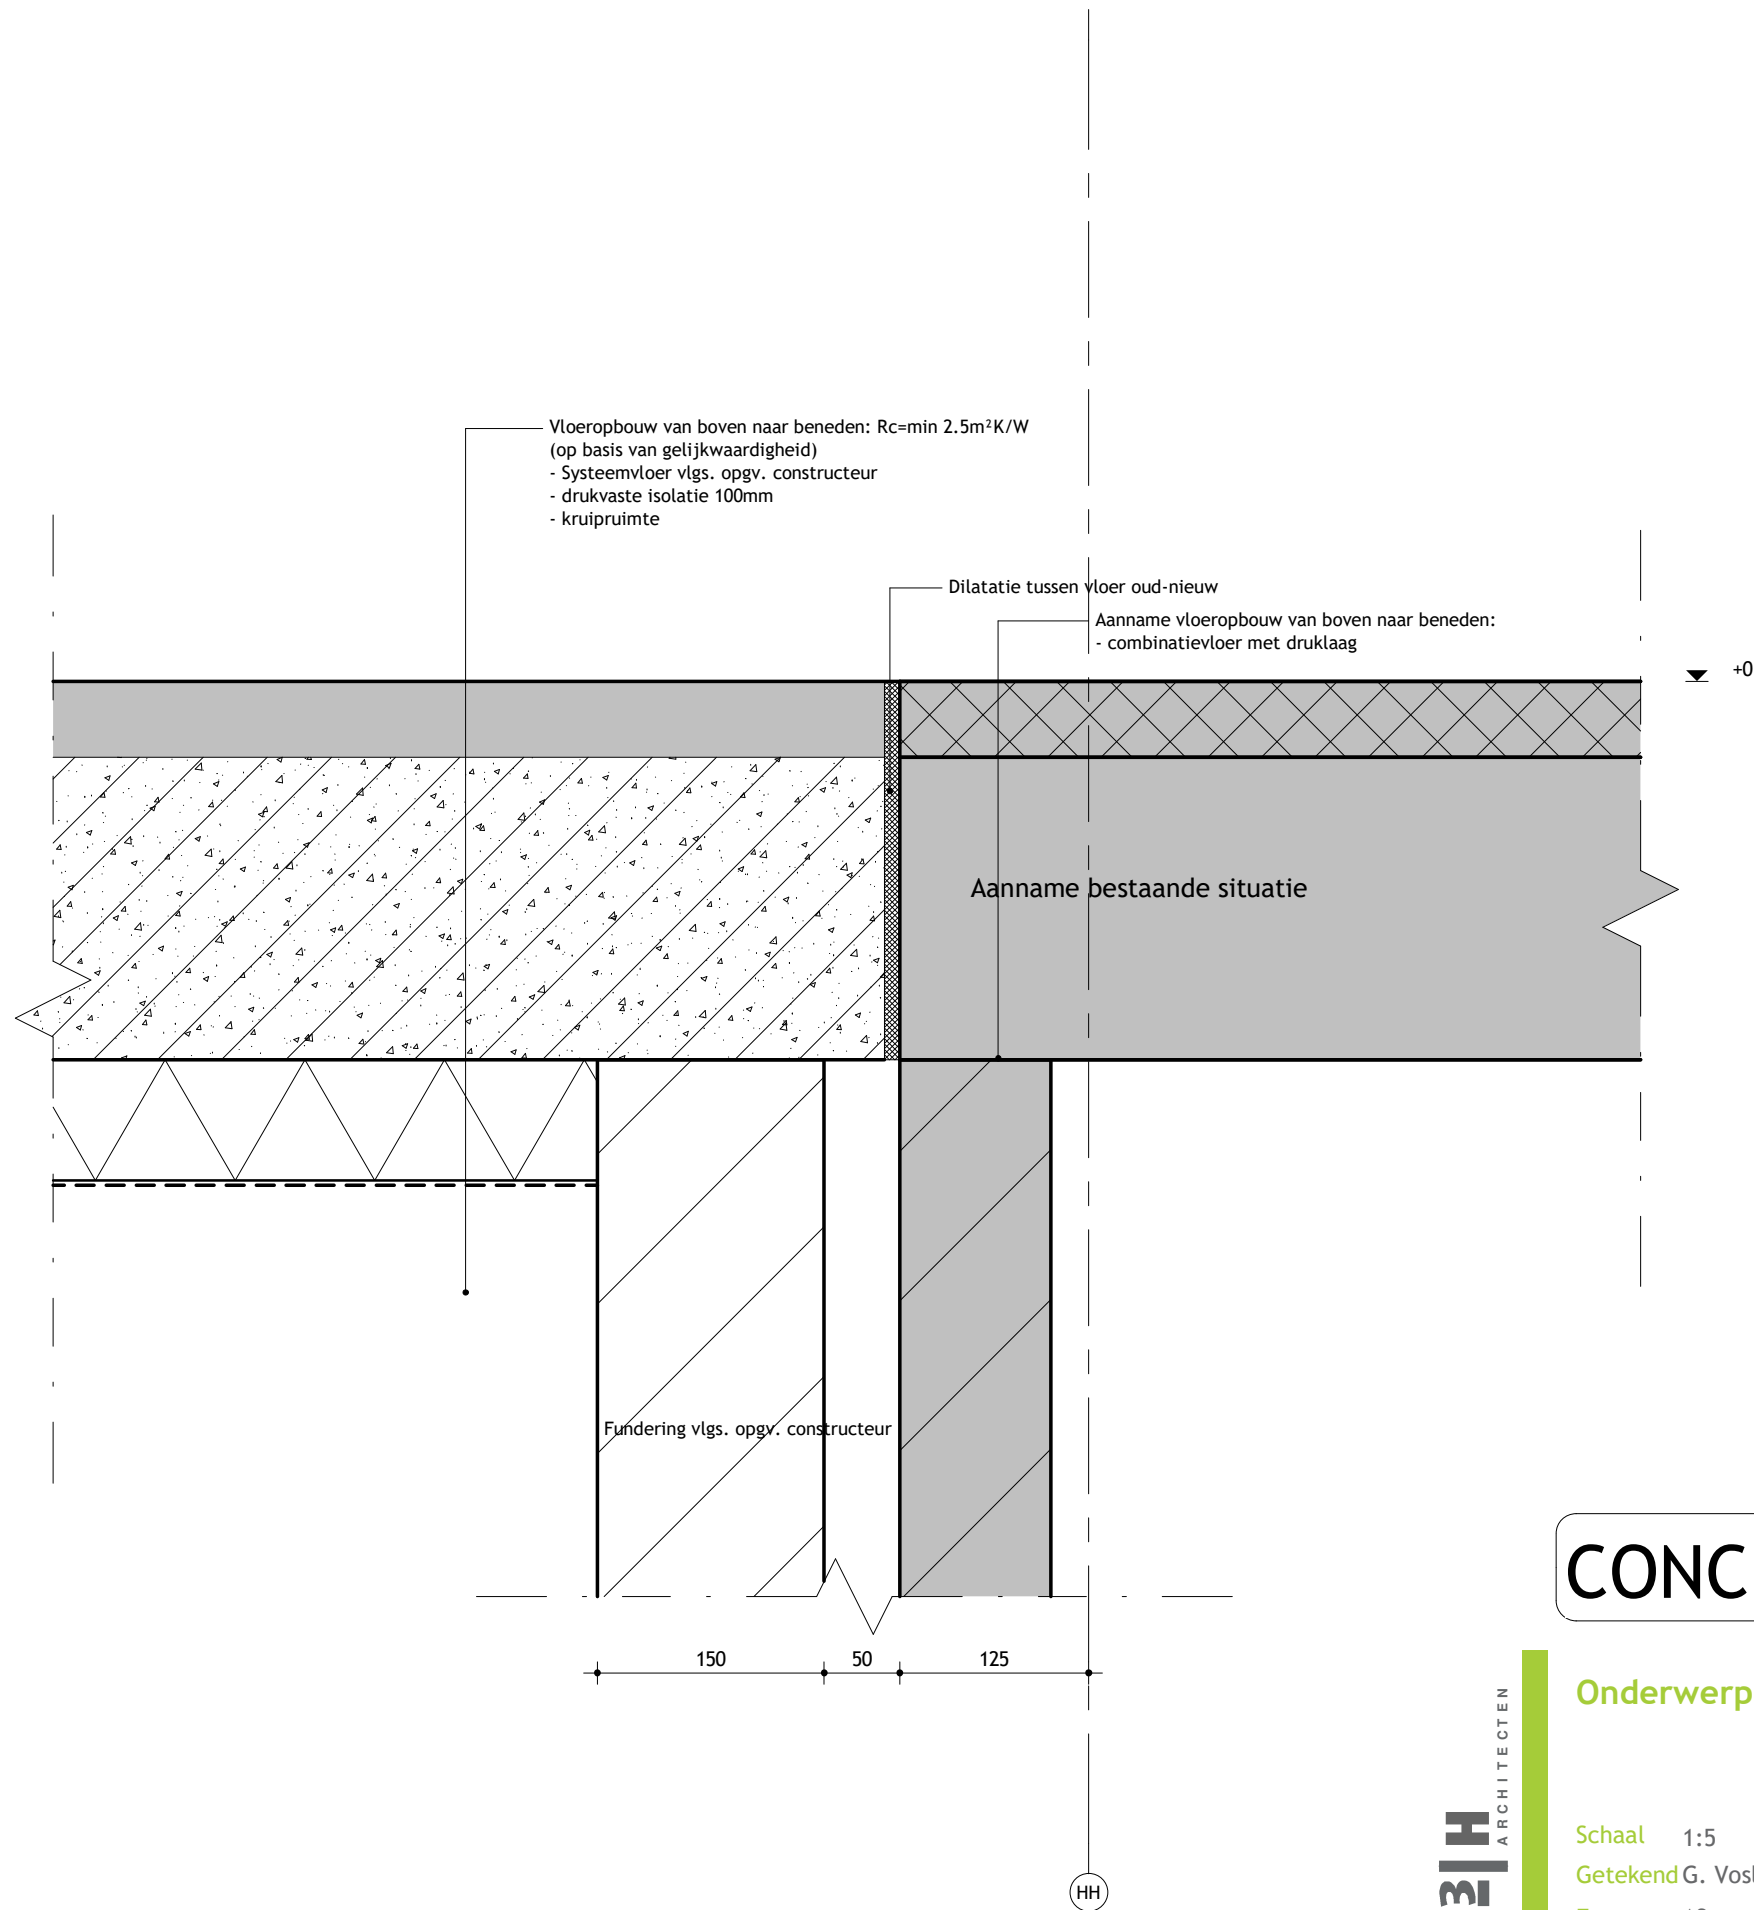 Vloeropbouw van boven naar beneden: Rc=min 2.5m²K/W
(op basis van gelijkwaardigheid)
- Systeemvloer vlgs. opgv. constructeur
- drukvaste isolatie 100mm
- kruipruimte
Dilatatie tussen vloer oud-nieuw
Aanname vloeropbouw van boven naar beneden:
- combinatievloer met druklaag
+0
Aanname bestaande situatie
Fundering vlgs. opgv. constructeur
CONC
150 50 125
Onderwerp
ARCHITECTEN
H
Schaal 1:5
Getekend G. Vosl
HH